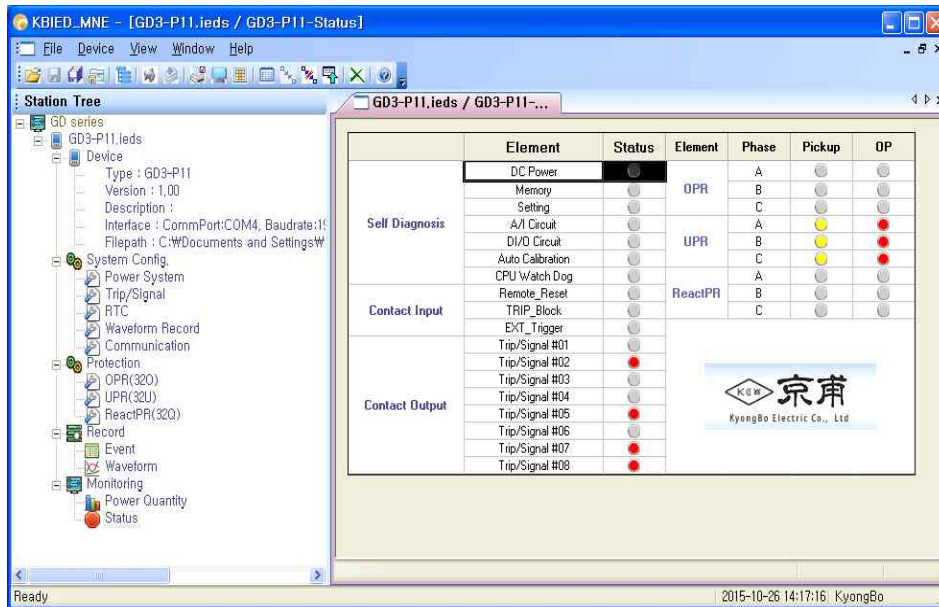 KBIED_MNE - [GD3-P11.ieds / GD3-P11-Status]
File Device View Window Help
Station Tree
GD series
GD3-P11.ieds
Device
Type : GD3-P11
Version : 1.00
Description :
Interface : CommPort:COM4, Baudrate:19
Filepath : C:₩Documents and Settings₩
System Config.
Power System
Trip/Signal
RTC
Waveform Record
Communication
Protection
OPR(32O)
UPR(32U)
ReactPR(32Q)
Record
Event
Waveform
Monitoring
Power Quantity
Status
GD3-P11.ieds / GD3-P11-...
Element Status Element Phase Pickup OP
Self Diagnosis
DC Power
Memory
Setting
A/I Circuit
DI/O Circuit
Auto Calibration
CPU Watch Dog
Contact Input
Remote_Reset
TRIP_Block
EXT_Trigger
Contact Output
Trip/Signal #01
Trip/Signal #02
Trip/Signal #03
Trip/Signal #04
Trip/Signal #05
Trip/Signal #06
Trip/Signal #07
Trip/Signal #08
OPR
A
B
C
UPR
A
B
C
ReactPR
A
B
C
KEW 京甫
KyongBo Electric Co., Ltd
Ready
2015-10-26 14:17:16 KyongBo